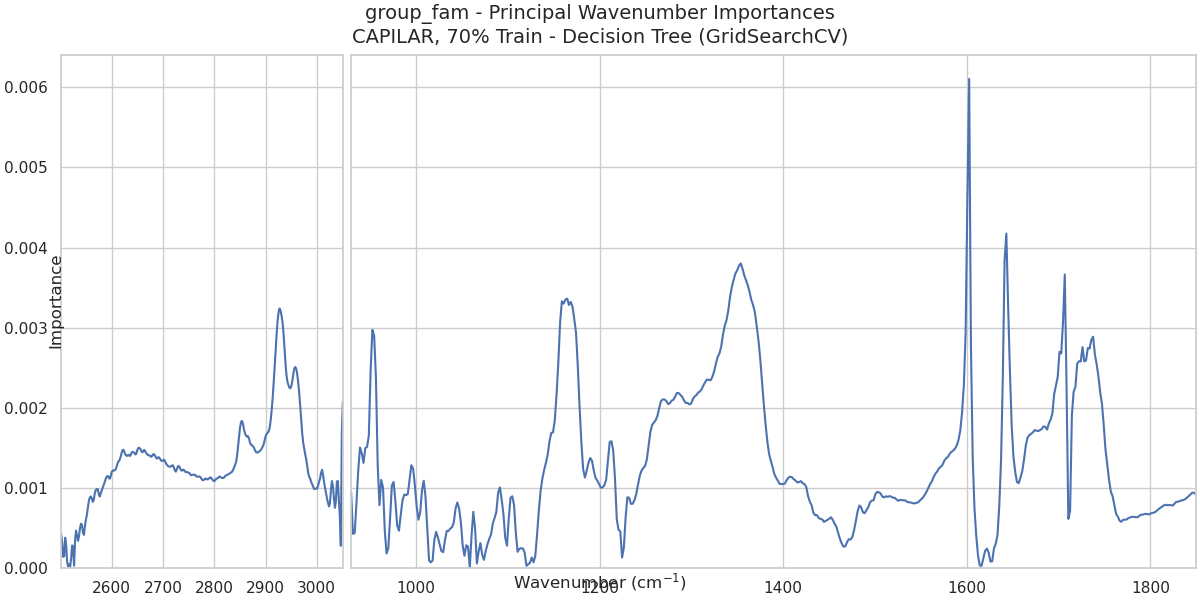 group_fam - Principal Wavenumber Importances
CAPILAR, 70% Train - Decision Tree (GridSearchCV)
0.006
0.005
0.004
0.003
0.002
0.001
0.000
Importance
2600 2700 2800 2900 3000 1000 1200 1400 1600 1800
Wavenumber (cm⁻¹)